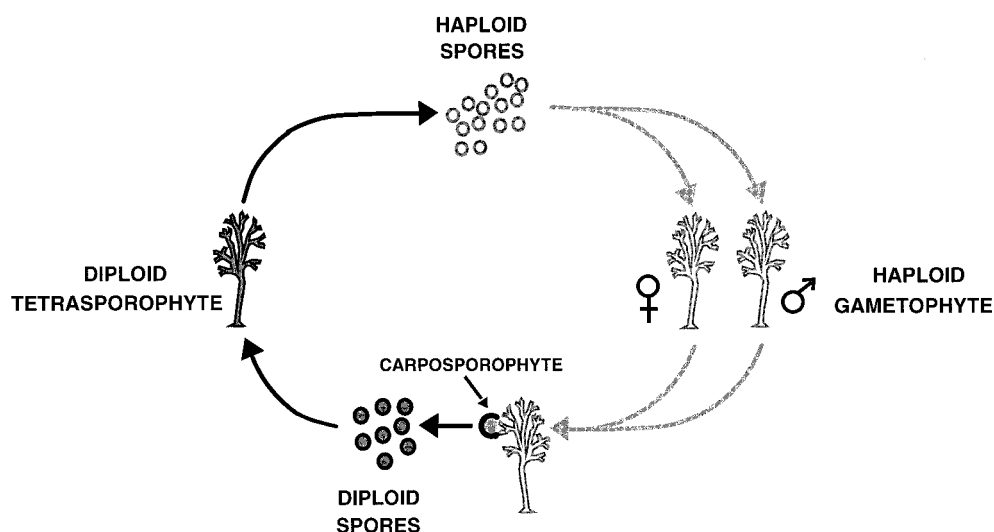 HAPLOID
SPORES
DIPLOID
TETRASPOROPHYTE
HAPLOID
GAMETOPHYTE
CARPOSPOROPHYTE
DIPLOID
SPORES